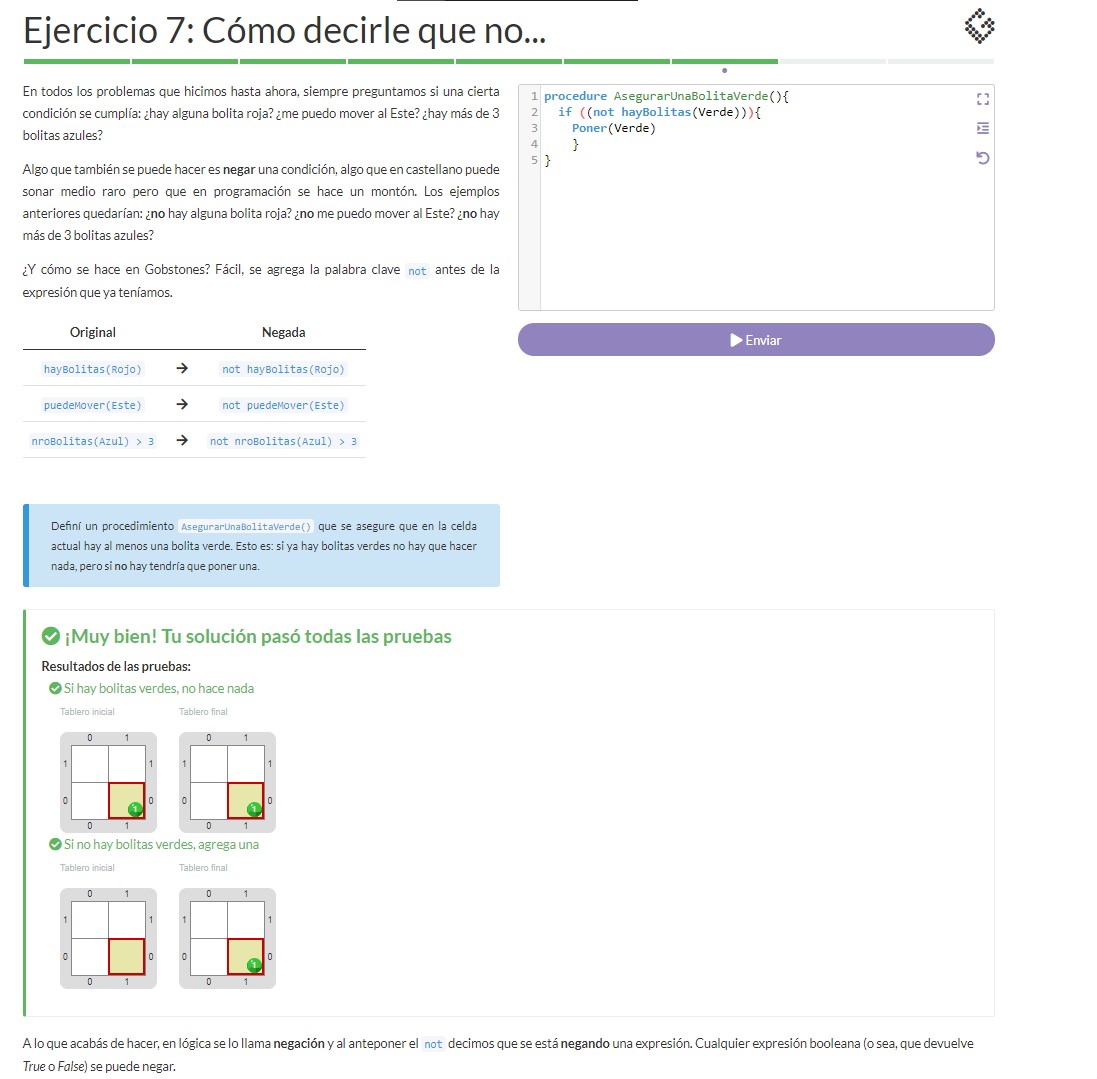 Ejercicio 7: Cómo decirle que no...
En todos los problemas que hicimos hasta ahora, siempre preguntamos si una cierta
condición se cumplía: ¿hay alguna bolita roja? ¿me puedo mover al Este? ¿hay más de 3
bolitas azules?
Algo que también se puede hacer es negar una condición, algo que en castellano puede
sonar medio raro pero que en programación se hace un montón. Los ejemplos
anteriores quedarían: ¿no hay alguna bolita roja? ¿no me puedo mover al Este? ¿no hay
más de 3 bolitas azules?
¿Y cómo se hace en Gobstones? Fácil, se agrega la palabra clave not antes de la
expresión que ya teníamos.
Original Negada
hayBolitas(Rojo) → not hayBolitas(Rojo)
puedeMover(Este) → not puedeMover(Este)
nroBolitas(Azul) > 3 → not nroBolitas(Azul) > 3
Definí un procedimiento AsegurarUnaBolitaVerde() que se asegure que en la celda
actual hay al menos una bolita verde. Esto es: si ya hay bolitas verdes no hay que hacer
nada, pero si no hay tendría que poner una.
1 procedure AsegurarUnaBolitaVerde(){
2 if ((not hayBolitas(Verde))){
3 Poner(Verde)
4 }
5 }
Enviar
¡Muy bien! Tu solución pasó todas las pruebas
Resultados de las pruebas:
Si hay bolitas verdes, no hace nada
Tablero inicial Tablero final
0 1 0 1
1 1 1 1
0 1 0 0 1 0
0 1 0 1
Si no hay bolitas verdes, agrega una
Tablero inicial Tablero final
0 1 0 1
1 1 1 1
0 0 0 1 0
0 1 0 1
A lo que acabás de hacer, en lógica se lo llama negación y al anteponer el not decimos que se está negando una expresión. Cualquier expresión booleana (o sea, que devuelve
True o False) se puede negar.